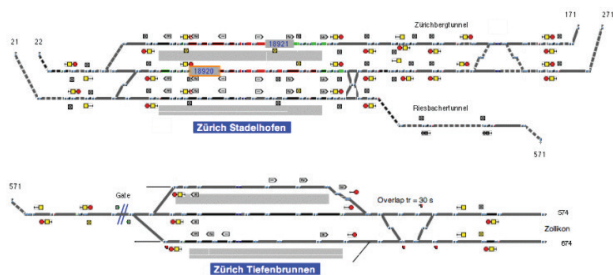 18921
Zürichbergtunnel
171
271
21
22
18920
Riesbachertunnel
Zürich Stadelhofen
571
571
Gate
Overlap tr = 30 s
574
Zollikon
674
Zürich Tiefenbrunnen